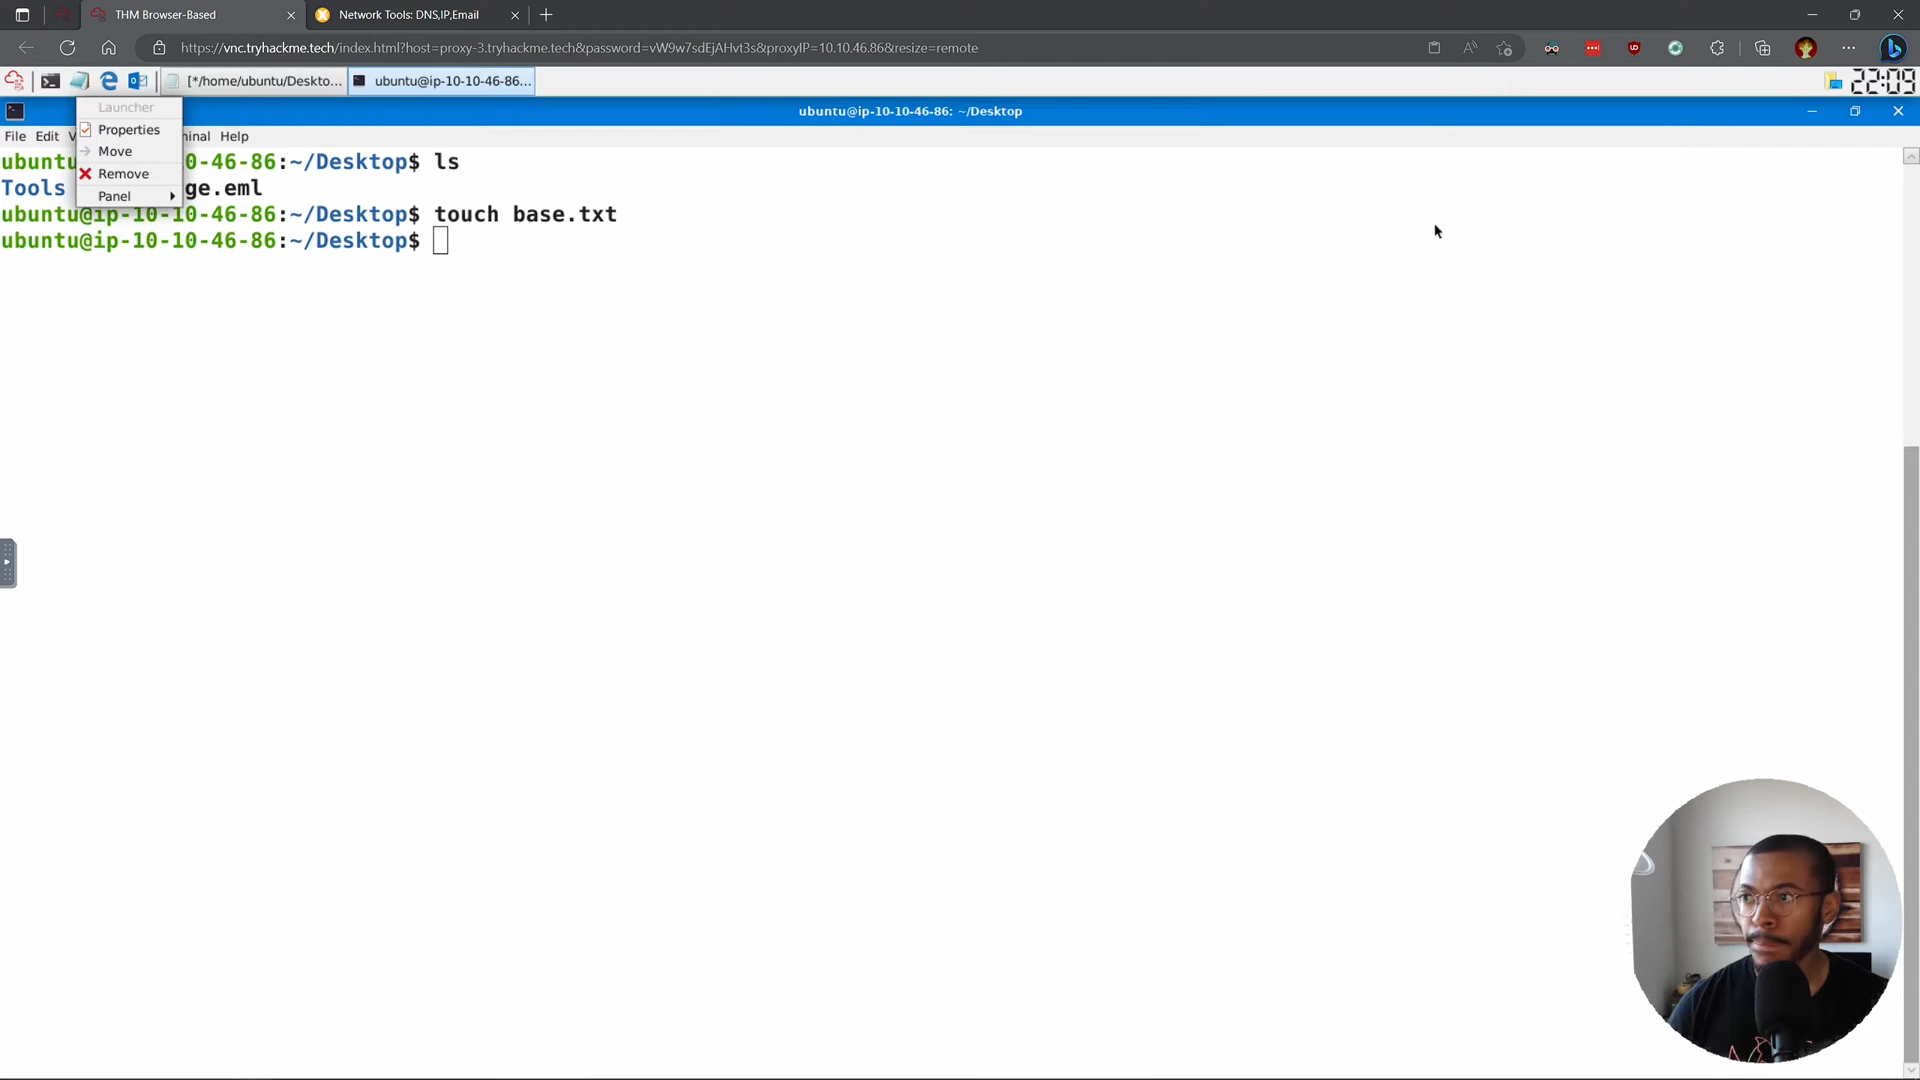 THM Browser-Based
Network Tools: DNS,IP,Email
https://vnc.tryhackme.tech/index.html?host=proxy-3.tryhackme.tech&password=vW9w7sdEjAHvt3s&proxyIP=10.10.46.86&resize=remote
[*/home/ubuntu/Deskto...
ubuntu@ip-10-10-46-86...
22:09
ubuntu@ip-10-10-46-86: ~/Desktop
File Edit V minal Help
Launcher
Properties
Move
Remove
Panel
ubuntu 0-46-86:~/Desktop$ ls
Tools ge.eml
ubuntu@ip-10-10-46-86:~/Desktop$ touch base.txt
ubuntu@ip-10-10-46-86:~/Desktop$